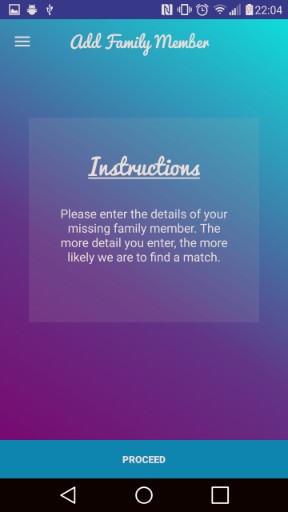 22:04
Add Family Member
Instructions
Please enter the details of your
missing family member. The
more detail you enter, the more
likely we are to find a match.
PROCEED